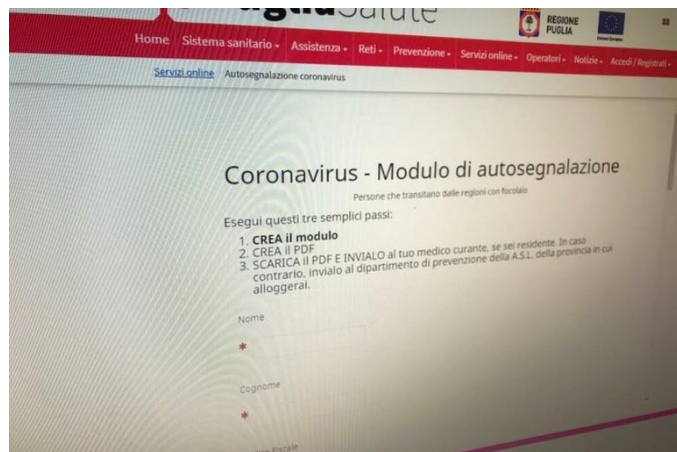 PugliaSalute
REGIONE
PUGLIA
Home Sistema sanitario Assistenza Reti Prevenzione Servizi online Operatori Notizie Accedi / Registrati
Servizi online Autosegnalazione coronavirus
Coronavirus - Modulo di autosegnalazione
Persone che transitano dalle regioni con focolaio
Esegui questi tre semplici passi:
1. CREA il modulo
2. CREA il PDF
3. SCARICA il PDF E INVIALO al tuo medico curante, se sei residente. In caso
contrario, invialo al dipartimento di prevenzione della A.S.L. della provincia in cui
alloggerai.
Nome
*
Cognome
*
Fiscale